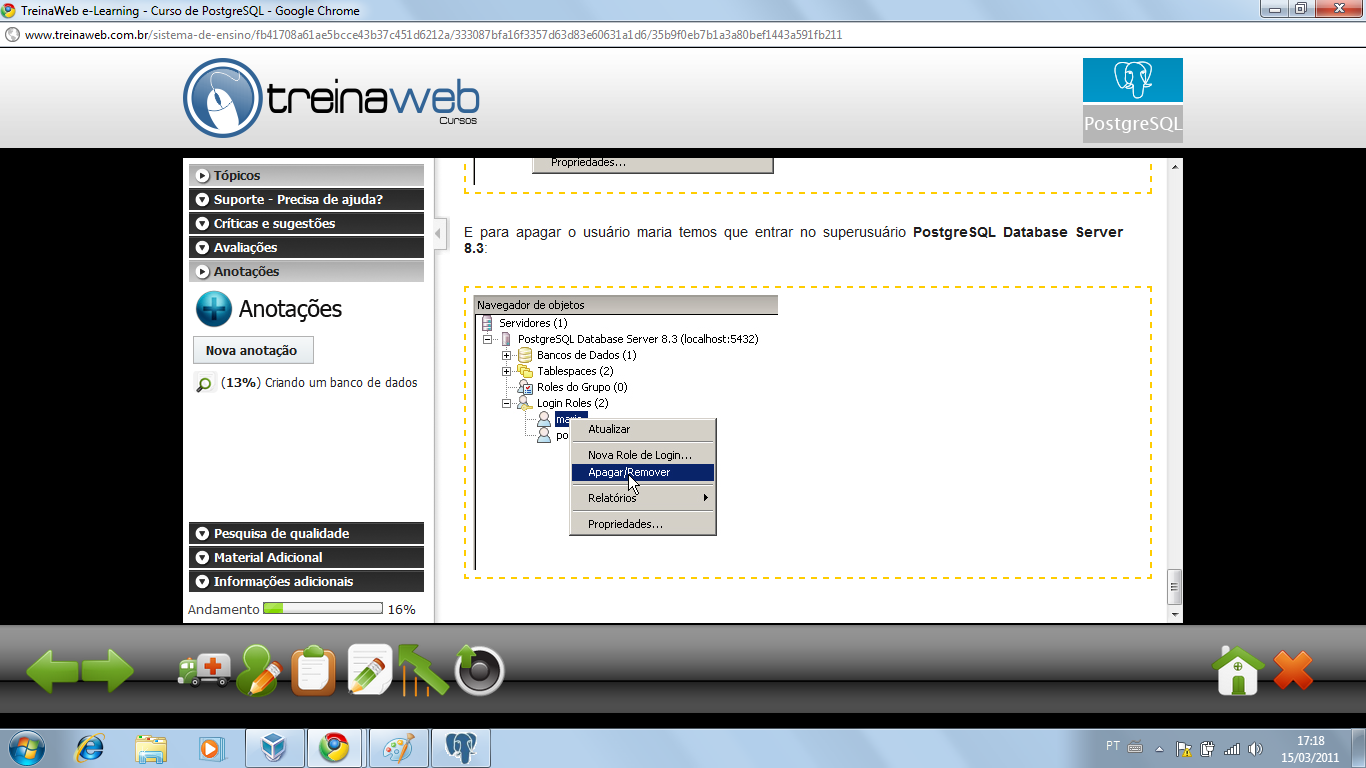 TreinaWeb e-Learning - Curso de PostgreSQL - Google Chrome
www.treinaweb.com.br/sistema-de-ensino/fb41708a61ae5bcce43b37c451d6212a/333087bfa16f3357d63d83e60631a1d6/35b9f0eb7b1a3a80bef1443a591fb211
treinaweb
Cursos
PostgreSQL
Tópicos
Suporte - Precisa de ajuda?
Críticas e sugestões
Avaliações
Anotações
Anotações
Nova anotação
(13%) Criando um banco de dados
Pesquisa de qualidade
Material Adicional
Informações adicionais
Andamento 16%
Propriedades...
E para apagar o usuário maria temos que entrar no superusuário PostgreSQL Database Server
8.3:
Navegador de objetos
Servidores (1)
PostgreSQL Database Server 8.3 (localhost:5432)
Bancos de Dados (1)
Tablespaces (2)
Roles do Grupo (0)
Login Roles (2)
maria
po
Atualizar
Nova Role de Login...
Apagar/Remover
Relatórios
Propriedades...
PT
17:18
15/03/2011